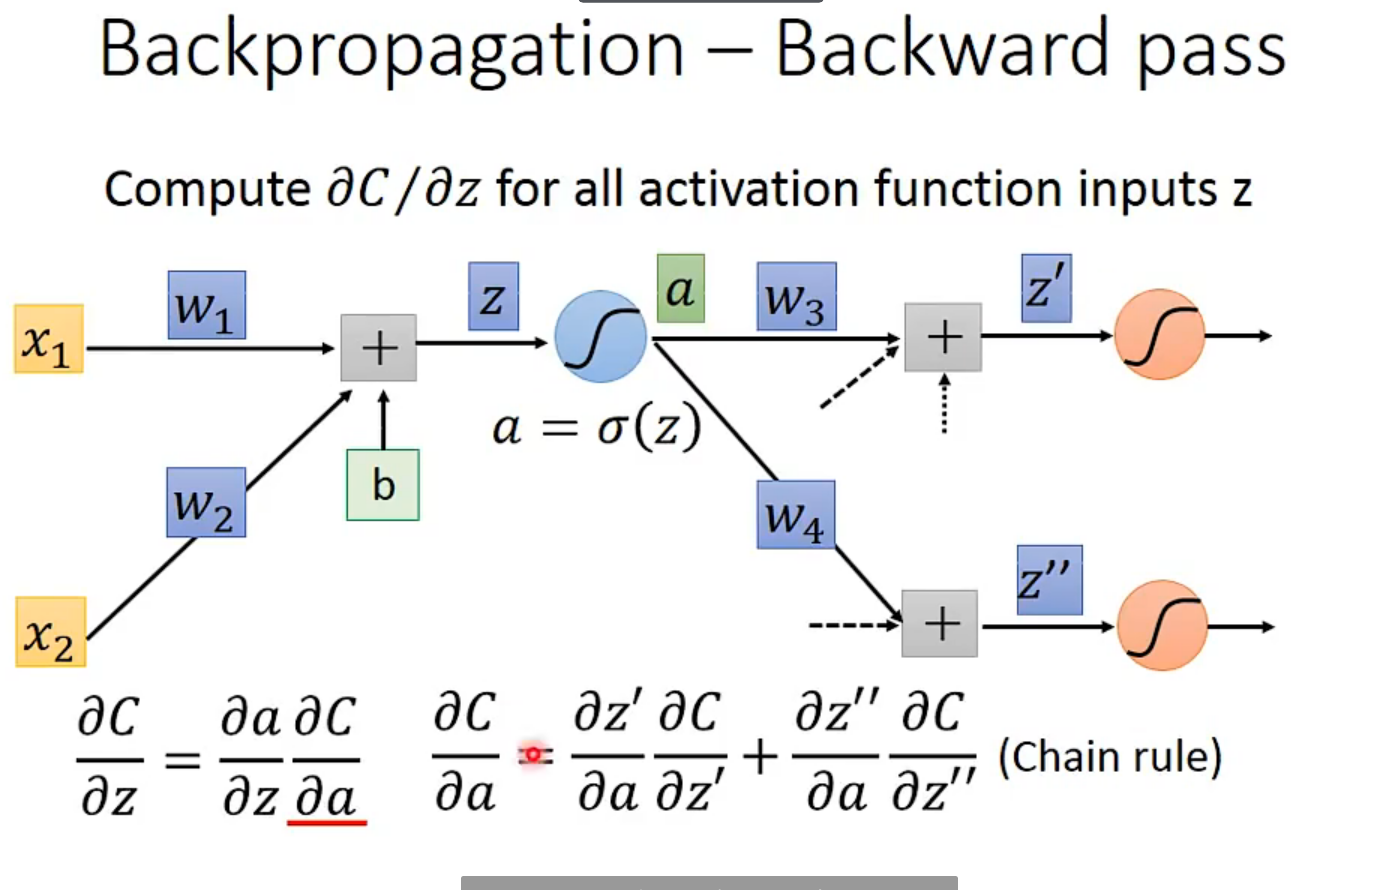 Backpropagation – Backward pass
Compute ∂C/∂z for all activation function inputs z
x₁ w₁ + z a w₃ + z′
a = σ(z)
w₂ b w₄
x₂ + z′′
∂C/∂z = ∂a/∂z ∂C/∂a
∂C/∂a = ∂z′/∂a ∂C/∂z′ + ∂z′′/∂a ∂C/∂z′′ (Chain rule)